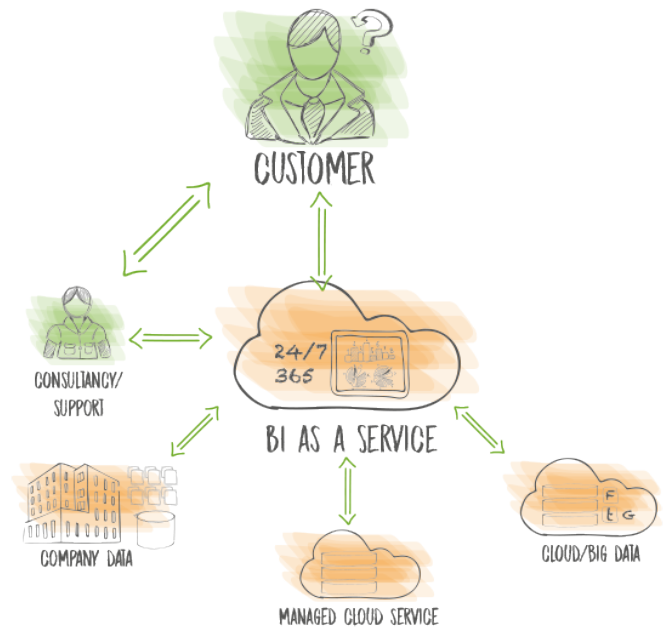 ?
CUSTOMER
24/7
365
CONSULTANCY/
SUPPORT
BI AS A SERVICE
COMPANY DATA
F
t G
CLOUD/BIG DATA
MANAGED CLOUD SERVICE